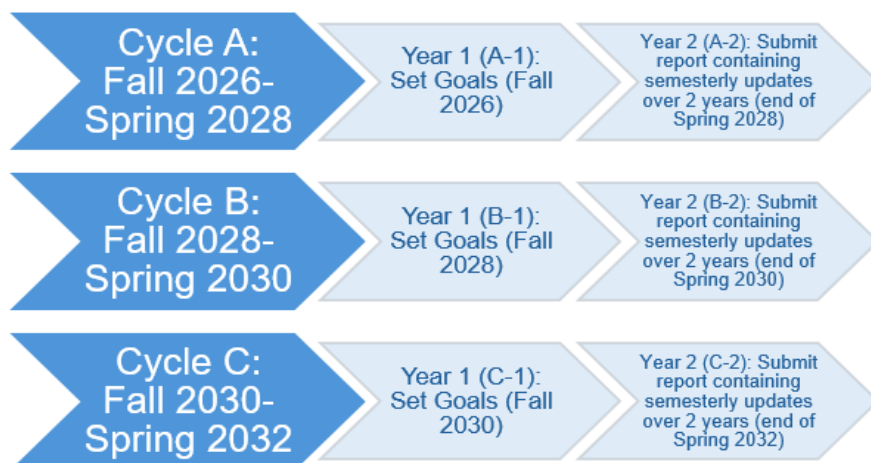 Cycle A:
Fall 2026-
Spring 2028
Year 1 (A-1):
Set Goals (Fall
2026)
Year 2 (A-2): Submit
report containing
semesterly updates
over 2 years (end of
Spring 2028)
Cycle B:
Fall 2028-
Spring 2030
Year 1 (B-1):
Set Goals (Fall
2028)
Year 2 (B-2): Submit
report containing
semesterly updates
over 2 years (end of
Spring 2030)
Cycle C:
Fall 2030-
Spring 2032
Year 1 (C-1):
Set Goals (Fall
2030)
Year 2 (C-2): Submit
report containing
semesterly updates
over 2 years (end of
Spring 2032)